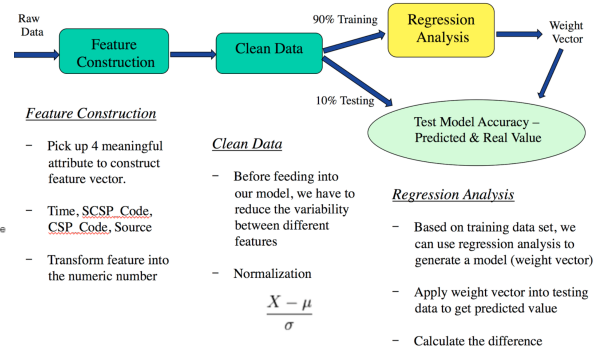 Raw
Data
Feature
Construction
Clean Data
90% Training
10% Testing
Regression
Analysis
Weight
Vector
Test Model Accuracy –
Predicted & Real Value
Feature Construction
– Pick up 4 meaningful
attribute to construct
feature vector.
– Time, SCSP_Code,
CSP_Code, Source
– Transform feature into
the numeric number
Clean Data
– Before feeding into
our model, we have to
reduce the variability
between different
features
– Normalization
X − μ
σ
Regression Analysis
– Based on training data set, we
can use regression analysis to
generate a model (weight vector)
– Apply weight vector into testing
data to get predicted value
– Calculate the difference